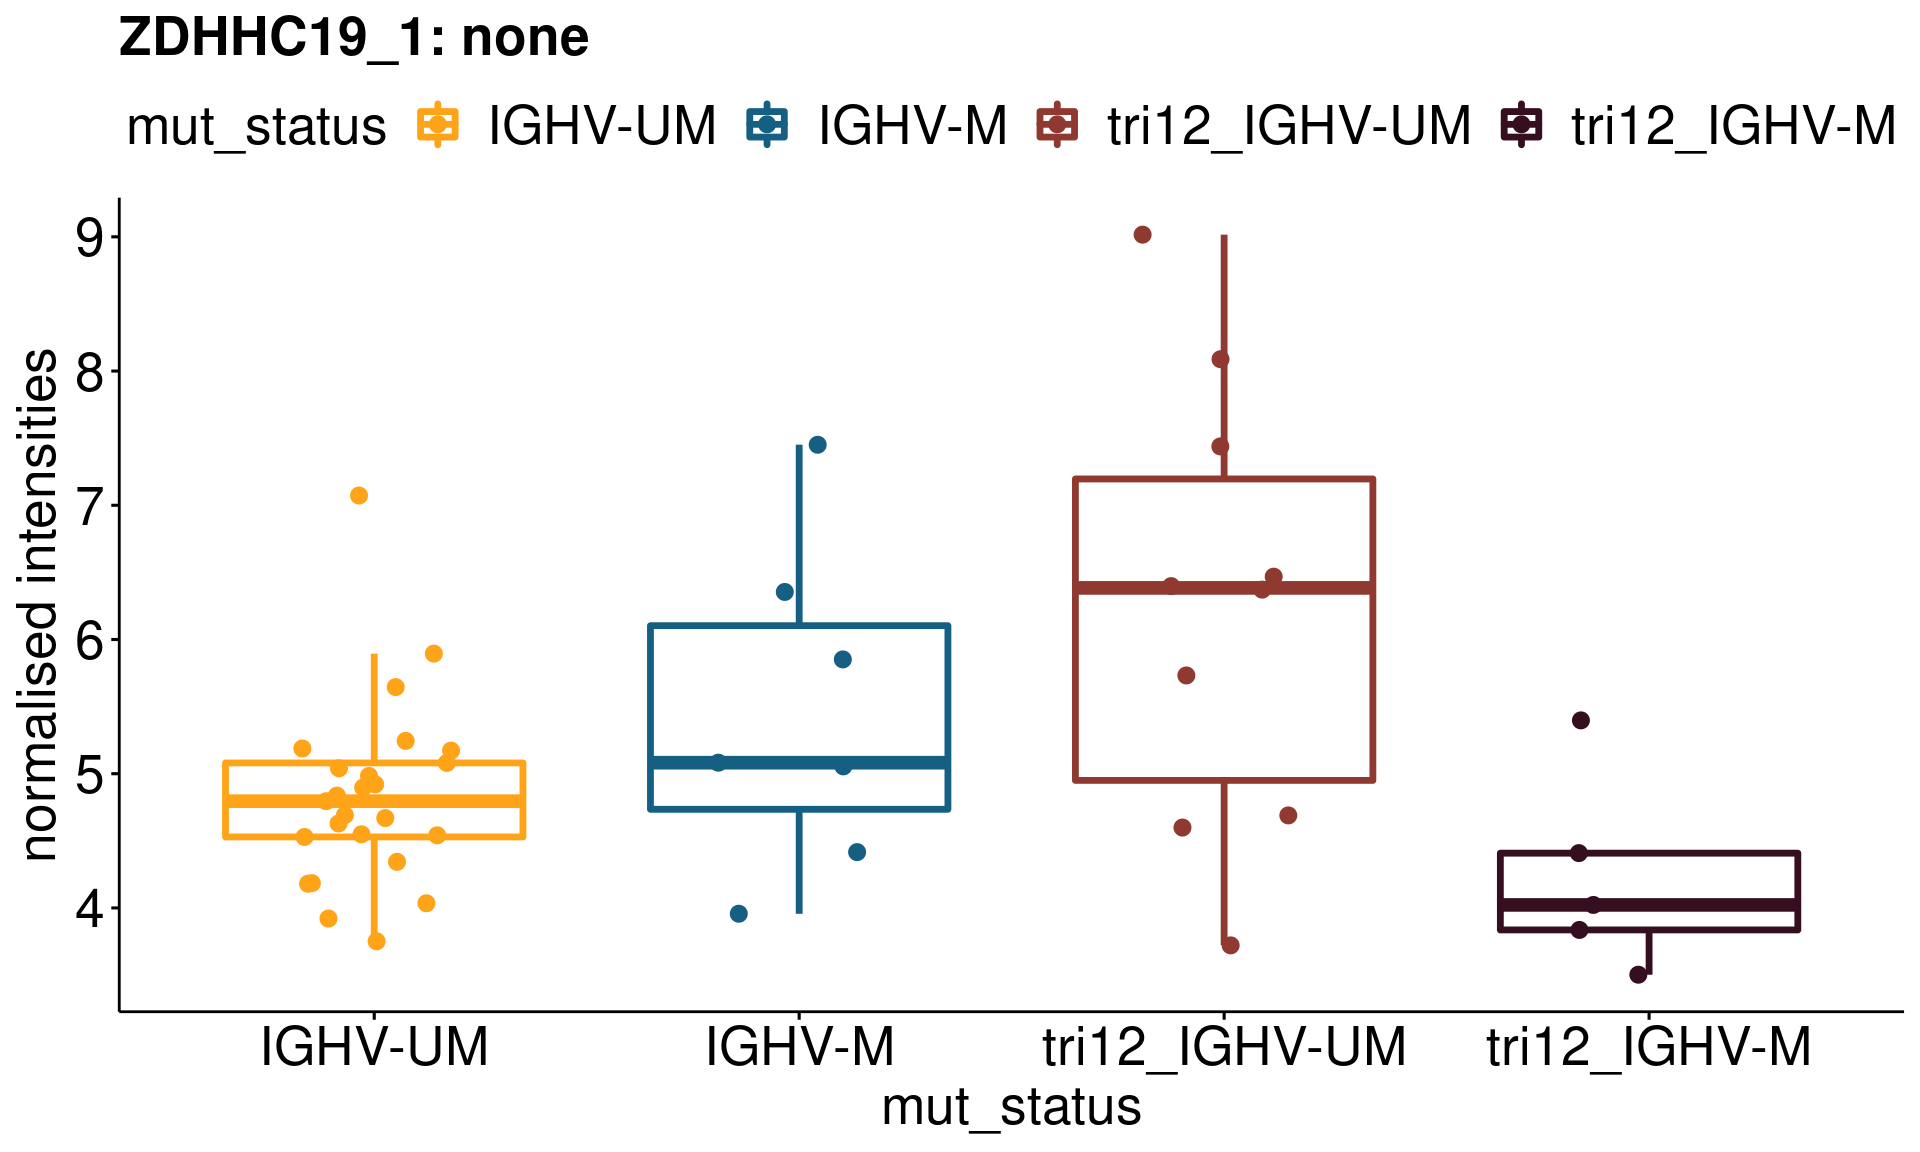 ZDHHC19_1: none
mut_status IGHV-UM IGHV-M tri12_IGHV-UM tri12_IGHV-M
normalised intensities
9
8
7
6
5
4
IGHV-UM IGHV-M tri12_IGHV-UM tri12_IGHV-M
mut_status